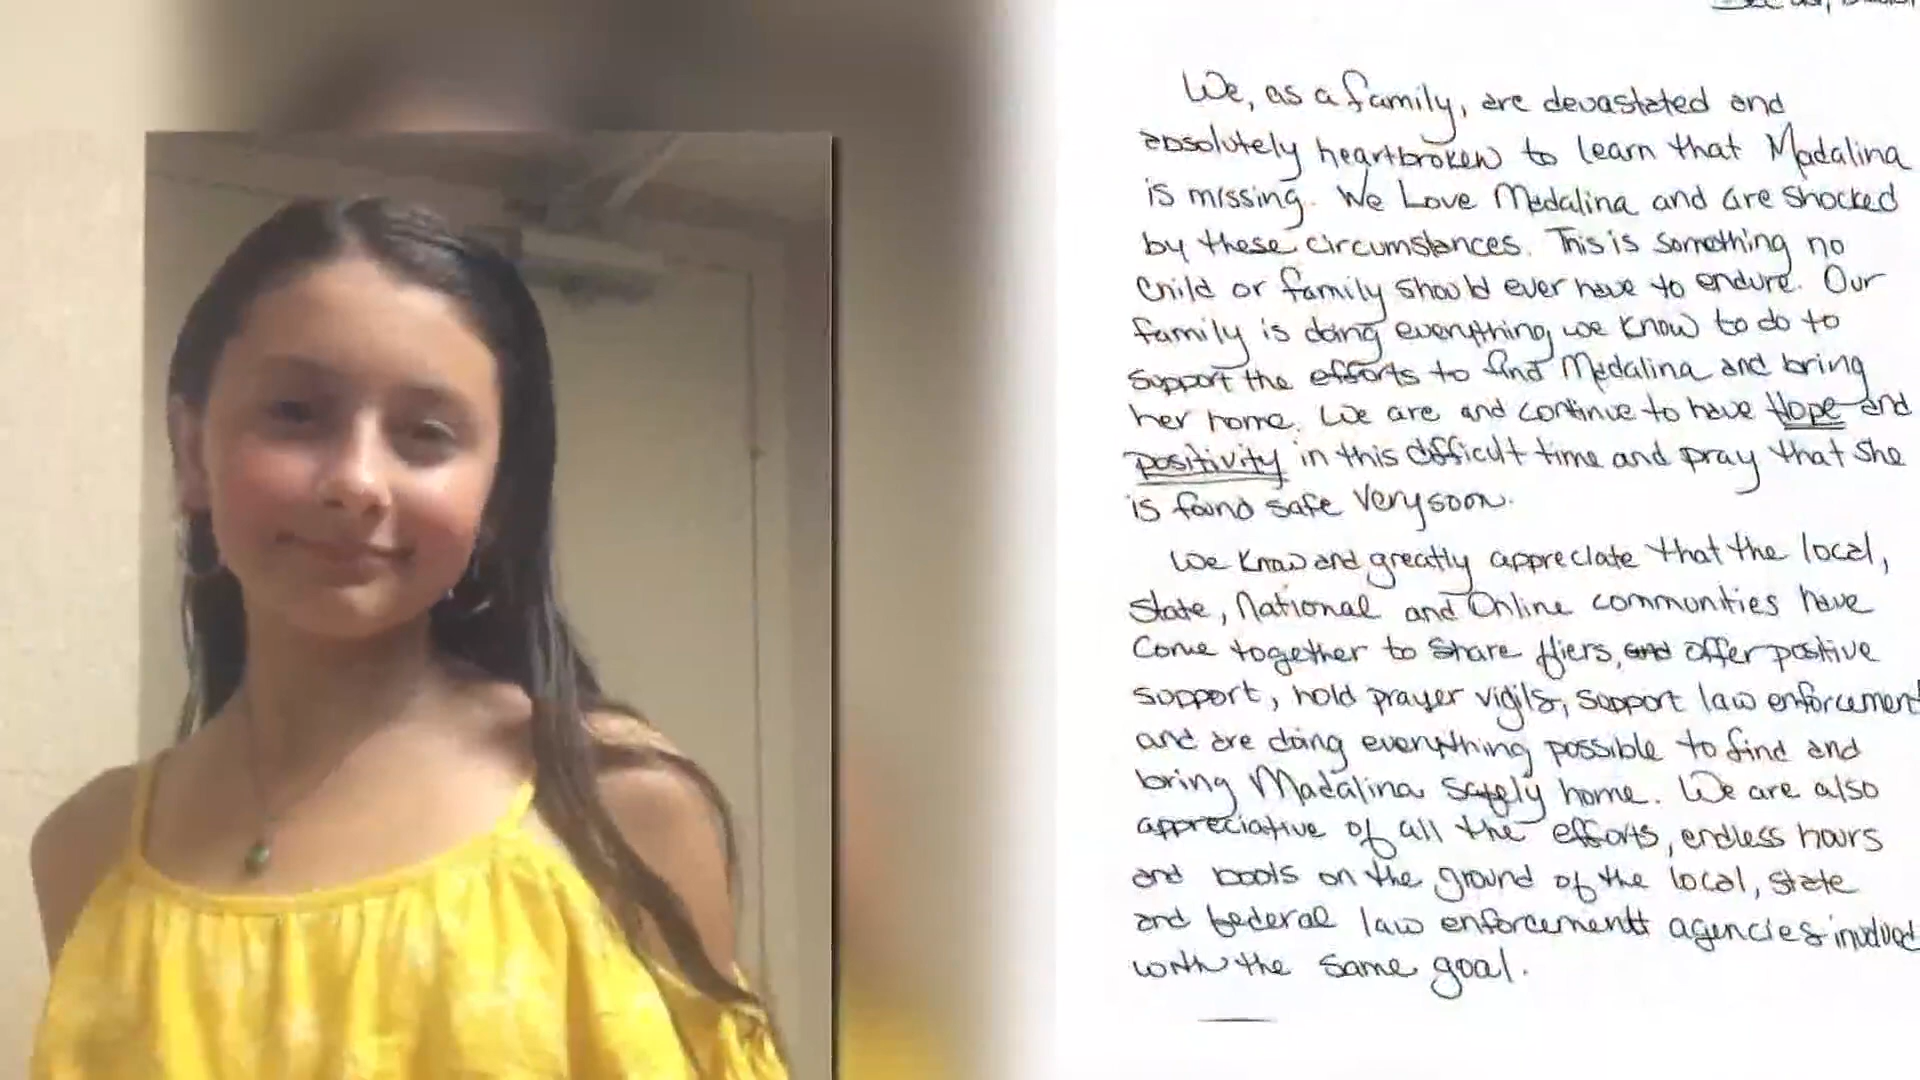 We, as a family, are devastated and
absolutely heartbroken to learn that Madalina
is missing. We Love Madalina and are shocked
by these circumstances. This is something no
child or family should ever have to endure. Our
family is doing everything we know to do to
support the efforts to find Madalina and bring
her home. We are and continue to have Hope and
positivity in this difficult time and pray that she
is found safe very soon.
We know and greatly appreciate that the local,
State, National and Online communities have
come together to share fliers, and offer positive
support, hold prayer vigils, support law enforcement
and are doing everything possible to find and
bring Madalina safely home. We are also
appreciative of all the efforts, endless hours
and boots on the ground of the local, state
and federal law enforcement agencies involved
with the same goal.